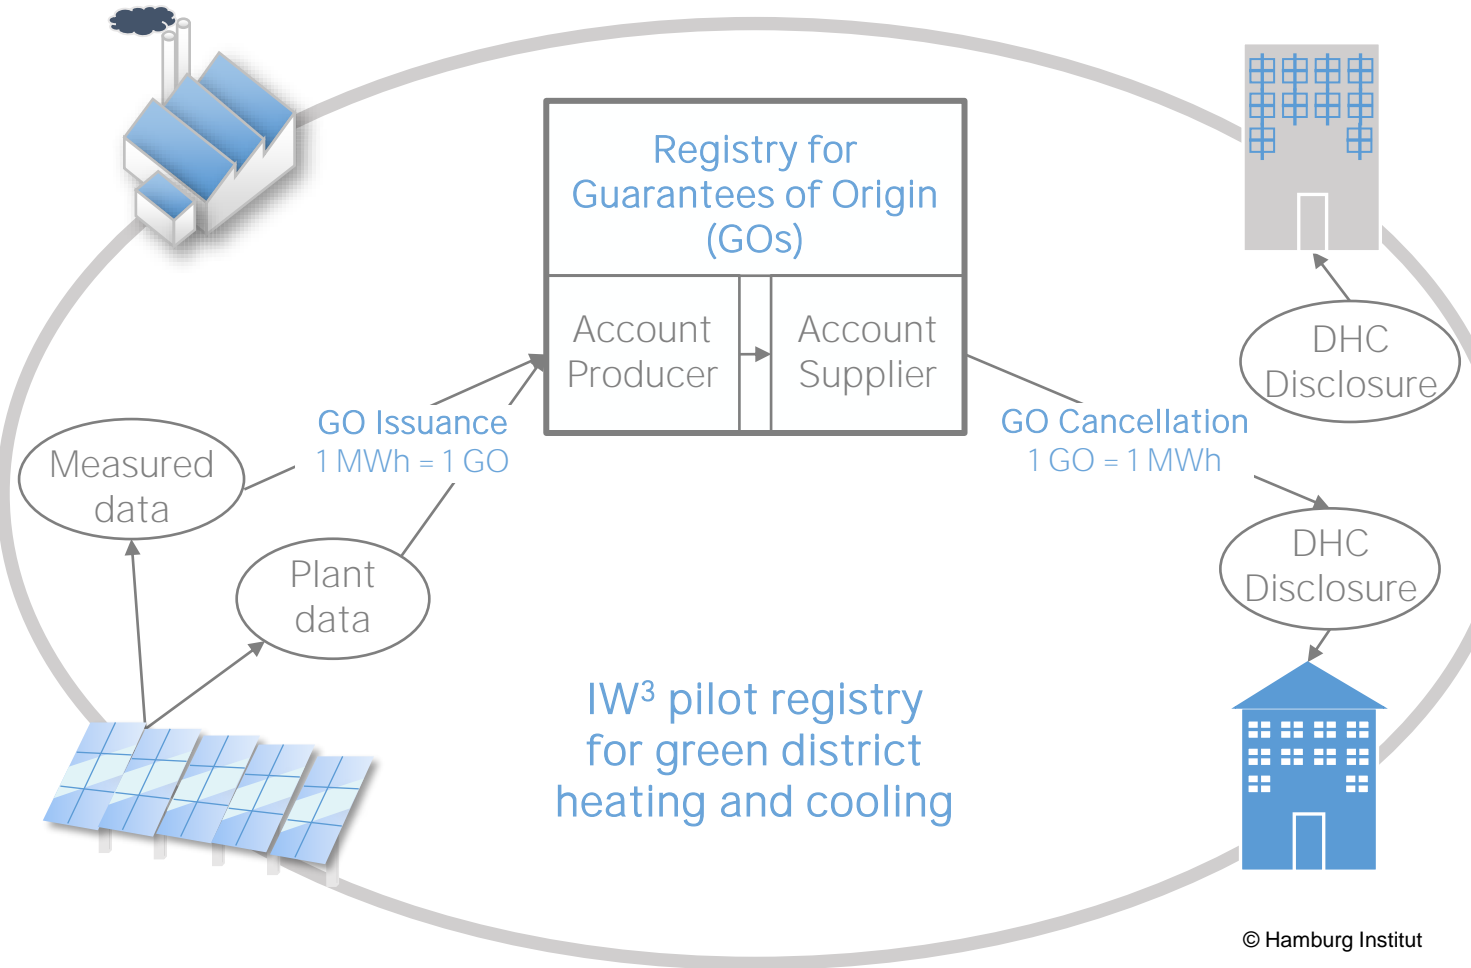 Registry for
Guarantees of Origin
(GOs)
Account
Producer
Account
Supplier
DHC
Disclosure
GO Issuance
1 MWh = 1 GO
GO Cancellation
1 GO = 1 MWh
Measured
data
Plant
data
DHC
Disclosure
IW³ pilot registry
for green district
heating and cooling
© Hamburg Institut